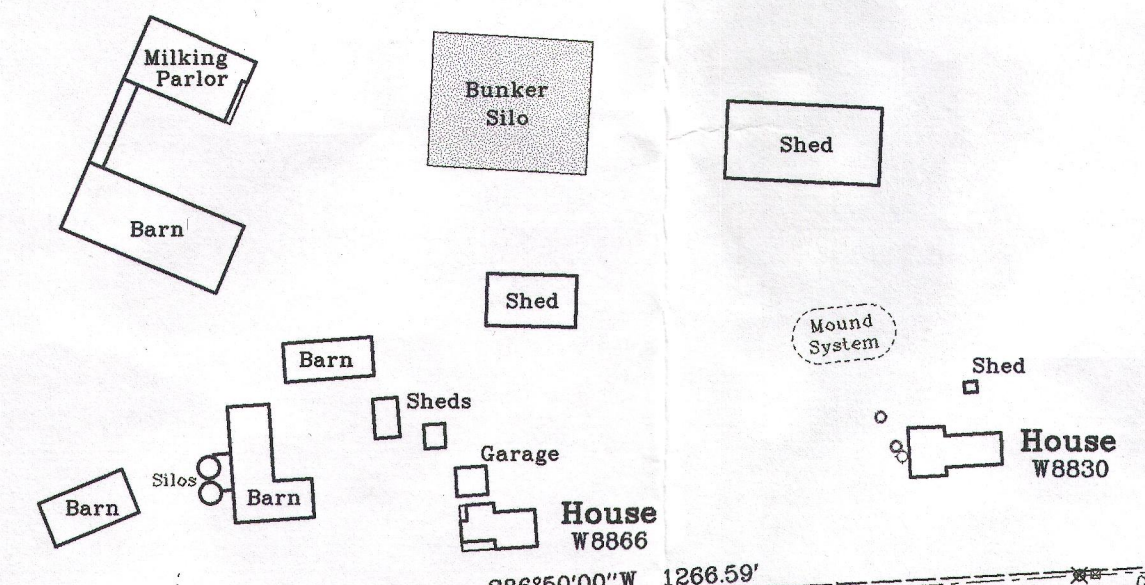 Milking
Parlor
Bunker
Silo
Shed
Barn
Shed
Mound
System
Barn
Shed
Sheds
House
W8830
Garage
Silos
Barn
Barn
House
W8866
1266.59'